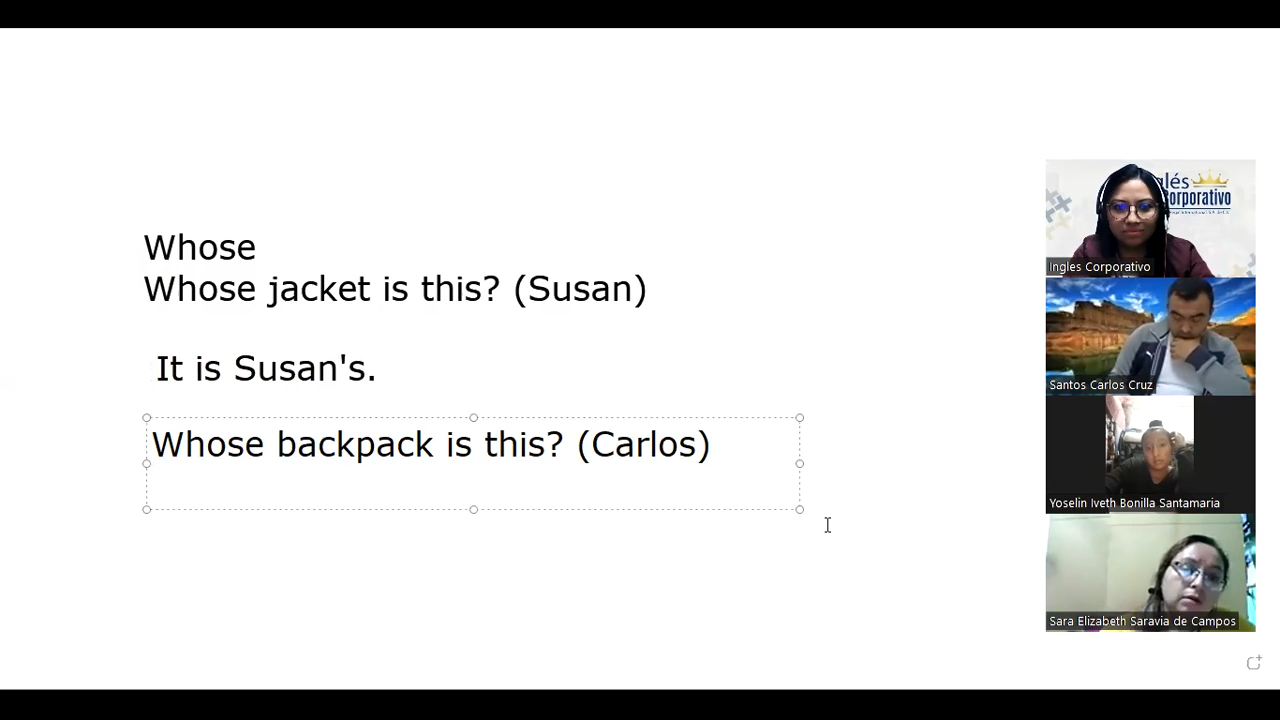 Whose
Whose jacket is this? (Susan)
It is Susan's.
Whose backpack is this? (Carlos)
glés
Corporativo
Ingles Corporativo
Santos Carlos Cruz
Yoselin Iveth Bonilla Santamaria
Sara Elizabeth Saravia de Campos